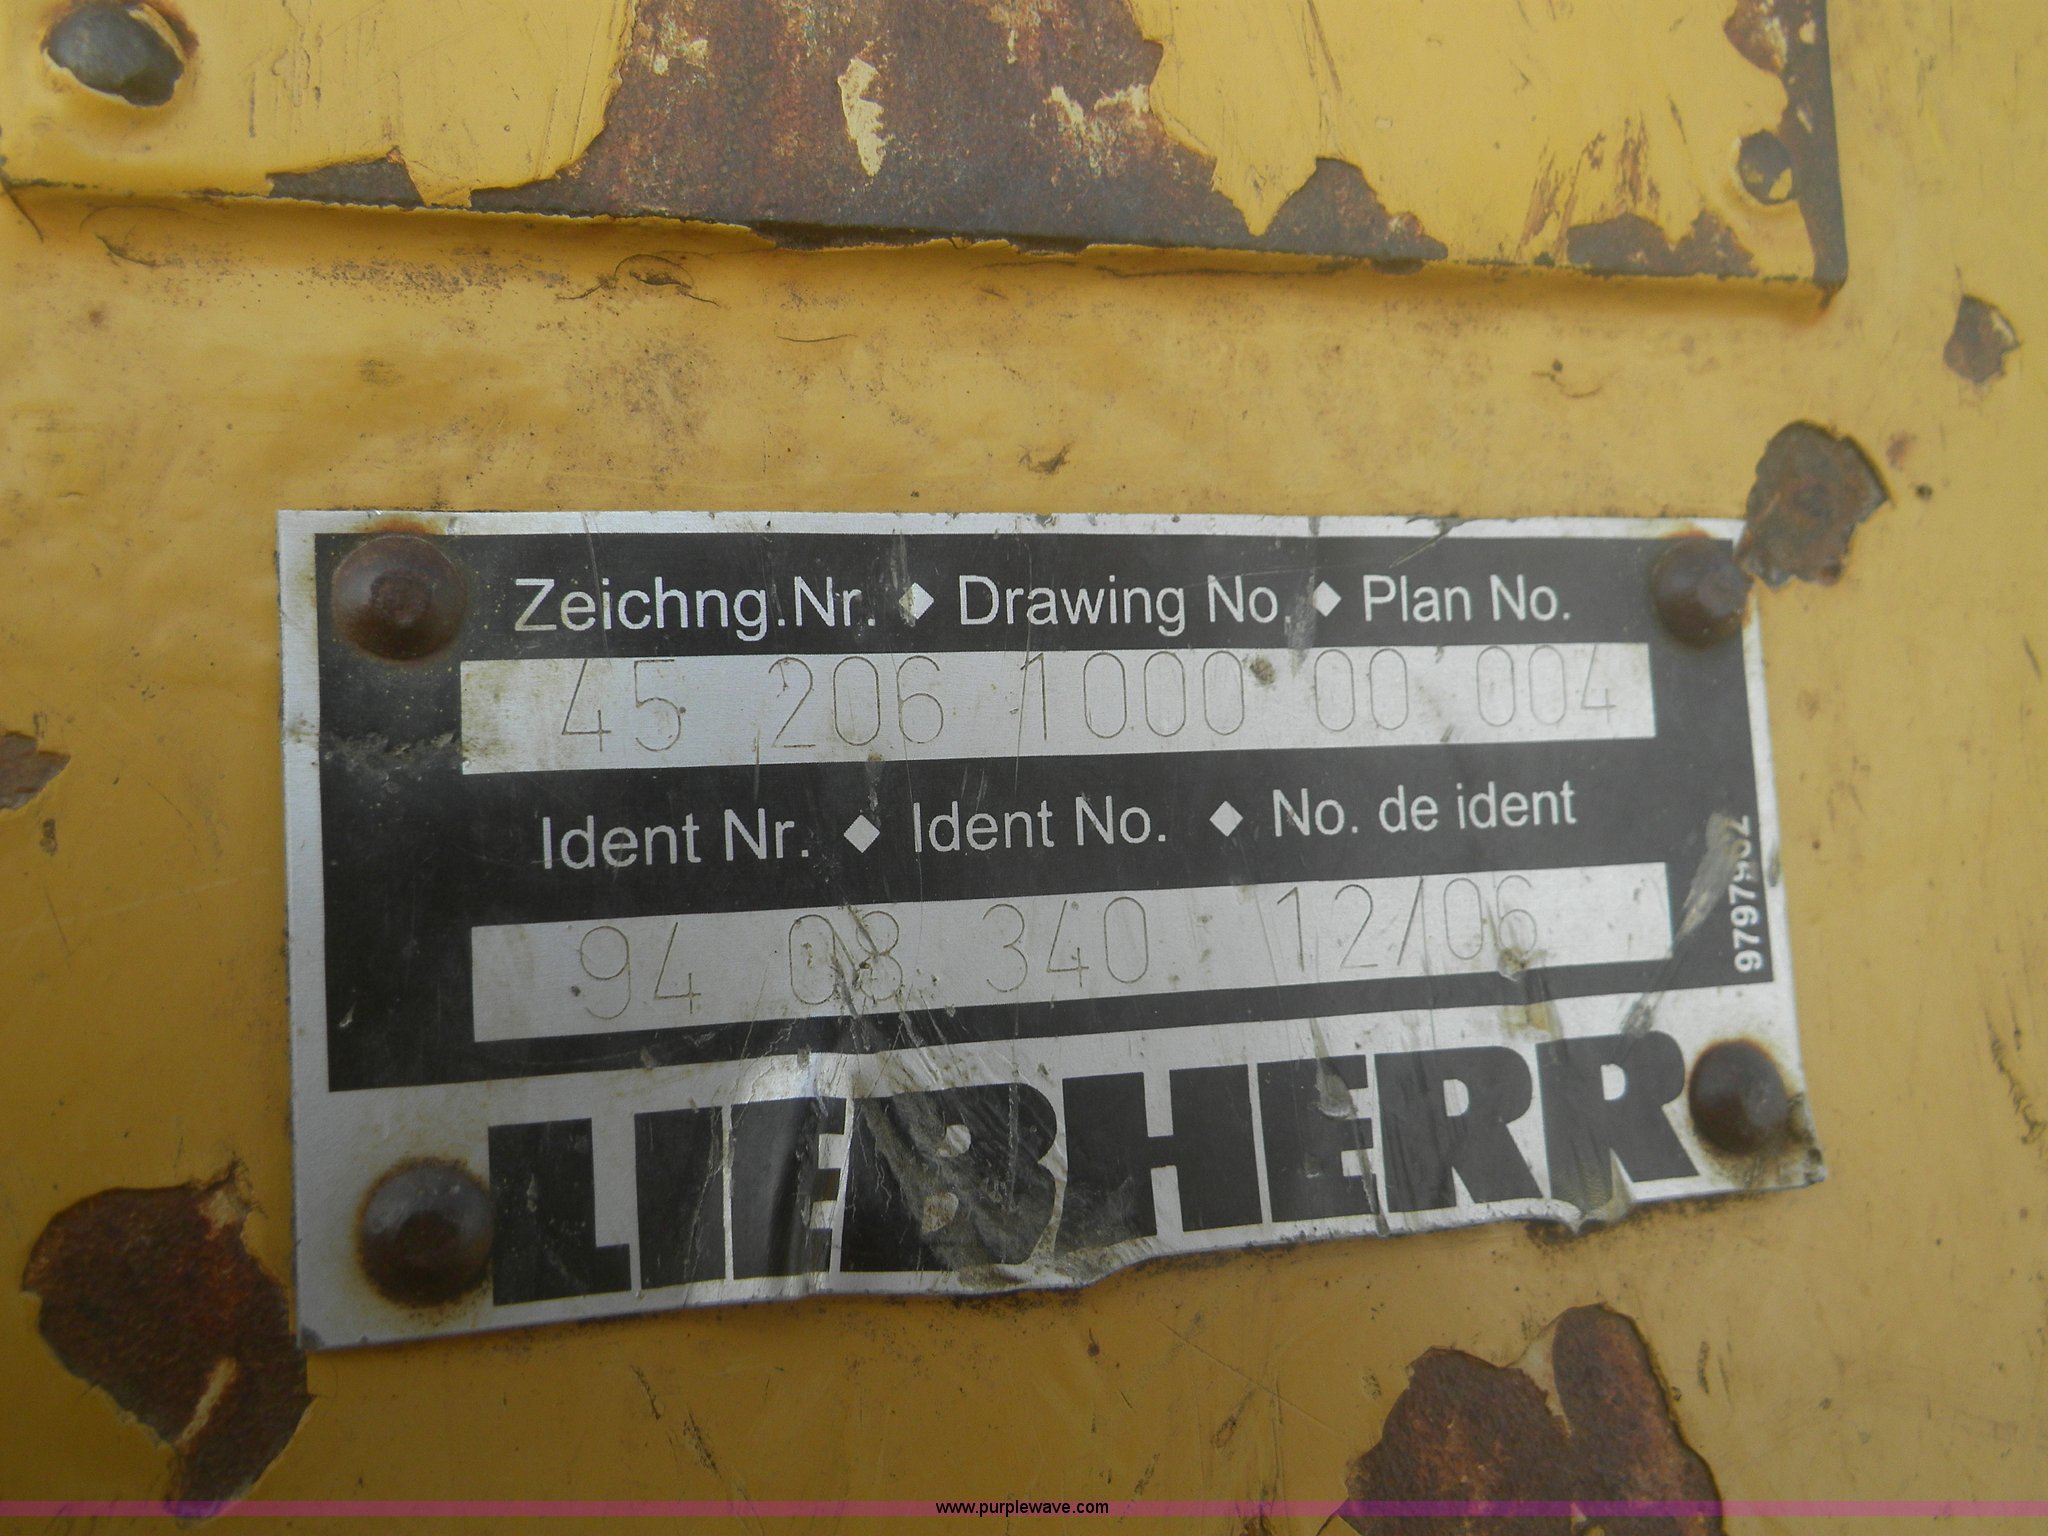 Zeichng.Nr. ◆ Drawing No. ◆ Plan No.
45 206 1000 00 004
Ident Nr. ◆ Ident No. ◆ No. de ident
94 08 340 12/06
LIEBHERR
www.purplewave.com